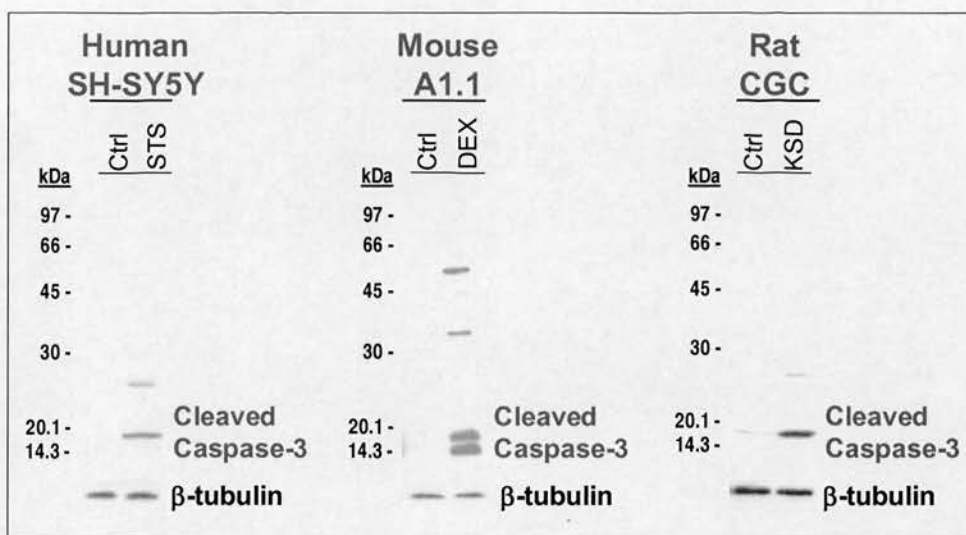 Human
SH-SY5Y
Ctrl
STS
kDa
97 -
66 -
45 -
30 -
20.1 -
14.3 -
Cleaved
Caspase-3
β-tubulin
Mouse
A1.1
Ctrl
DEX
kDa
97 -
66 -
45 -
30 -
20.1 -
14.3 -
Cleaved
Caspase-3
β-tubulin
Rat
CGC
Ctrl
KSD
kDa
97 -
66 -
45 -
30 -
20.1 -
14.3 -
Cleaved
Caspase-3
β-tubulin